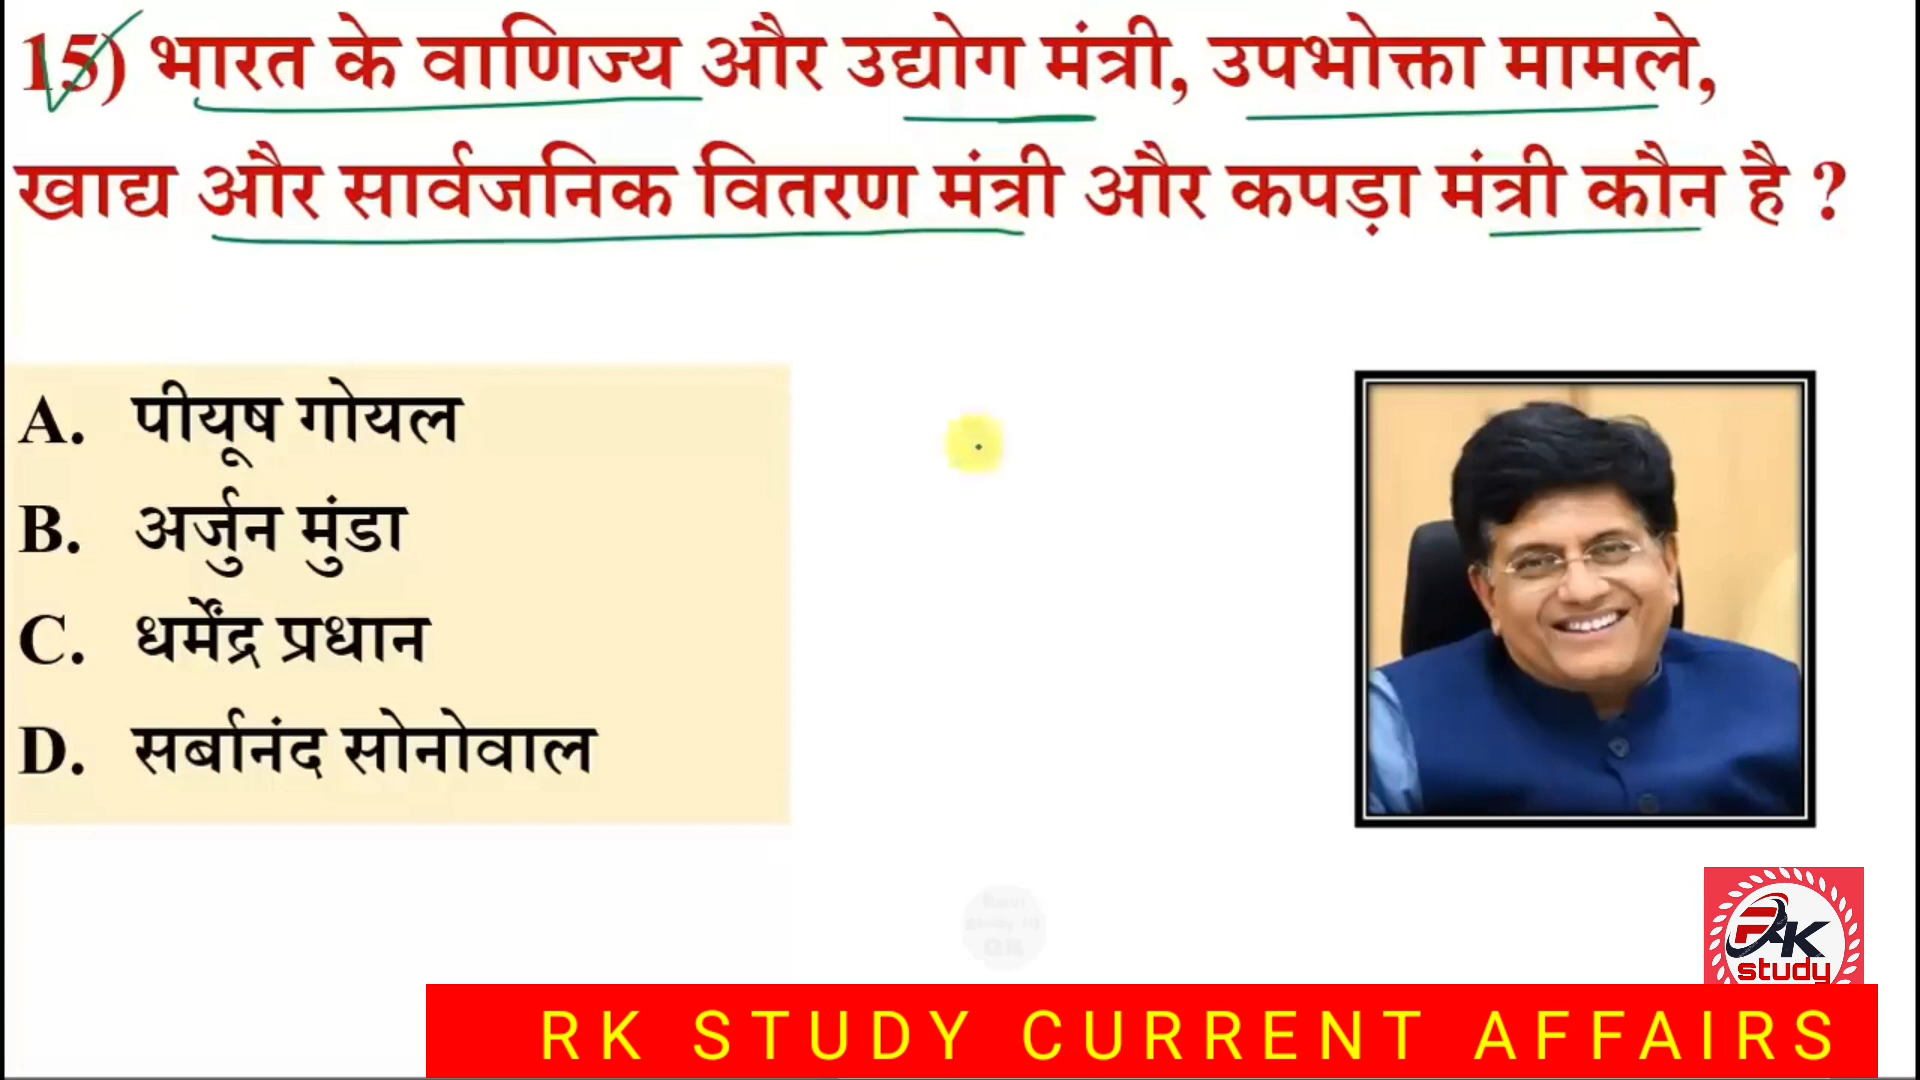 15) भारत के वाणिज्य और उद्योग मंत्री, उपभोक्ता मामले,
खाद्य और सार्वजनिक वितरण मंत्री और कपड़ा मंत्री कौन है ?
A. पीयूष गोयल
B. अर्जुन मुंडा
C. धर्मेंद्र प्रधान
D. सर्बानंद सोनोवाल
RK
study
RK STUDY CURRENT AFFAIRS